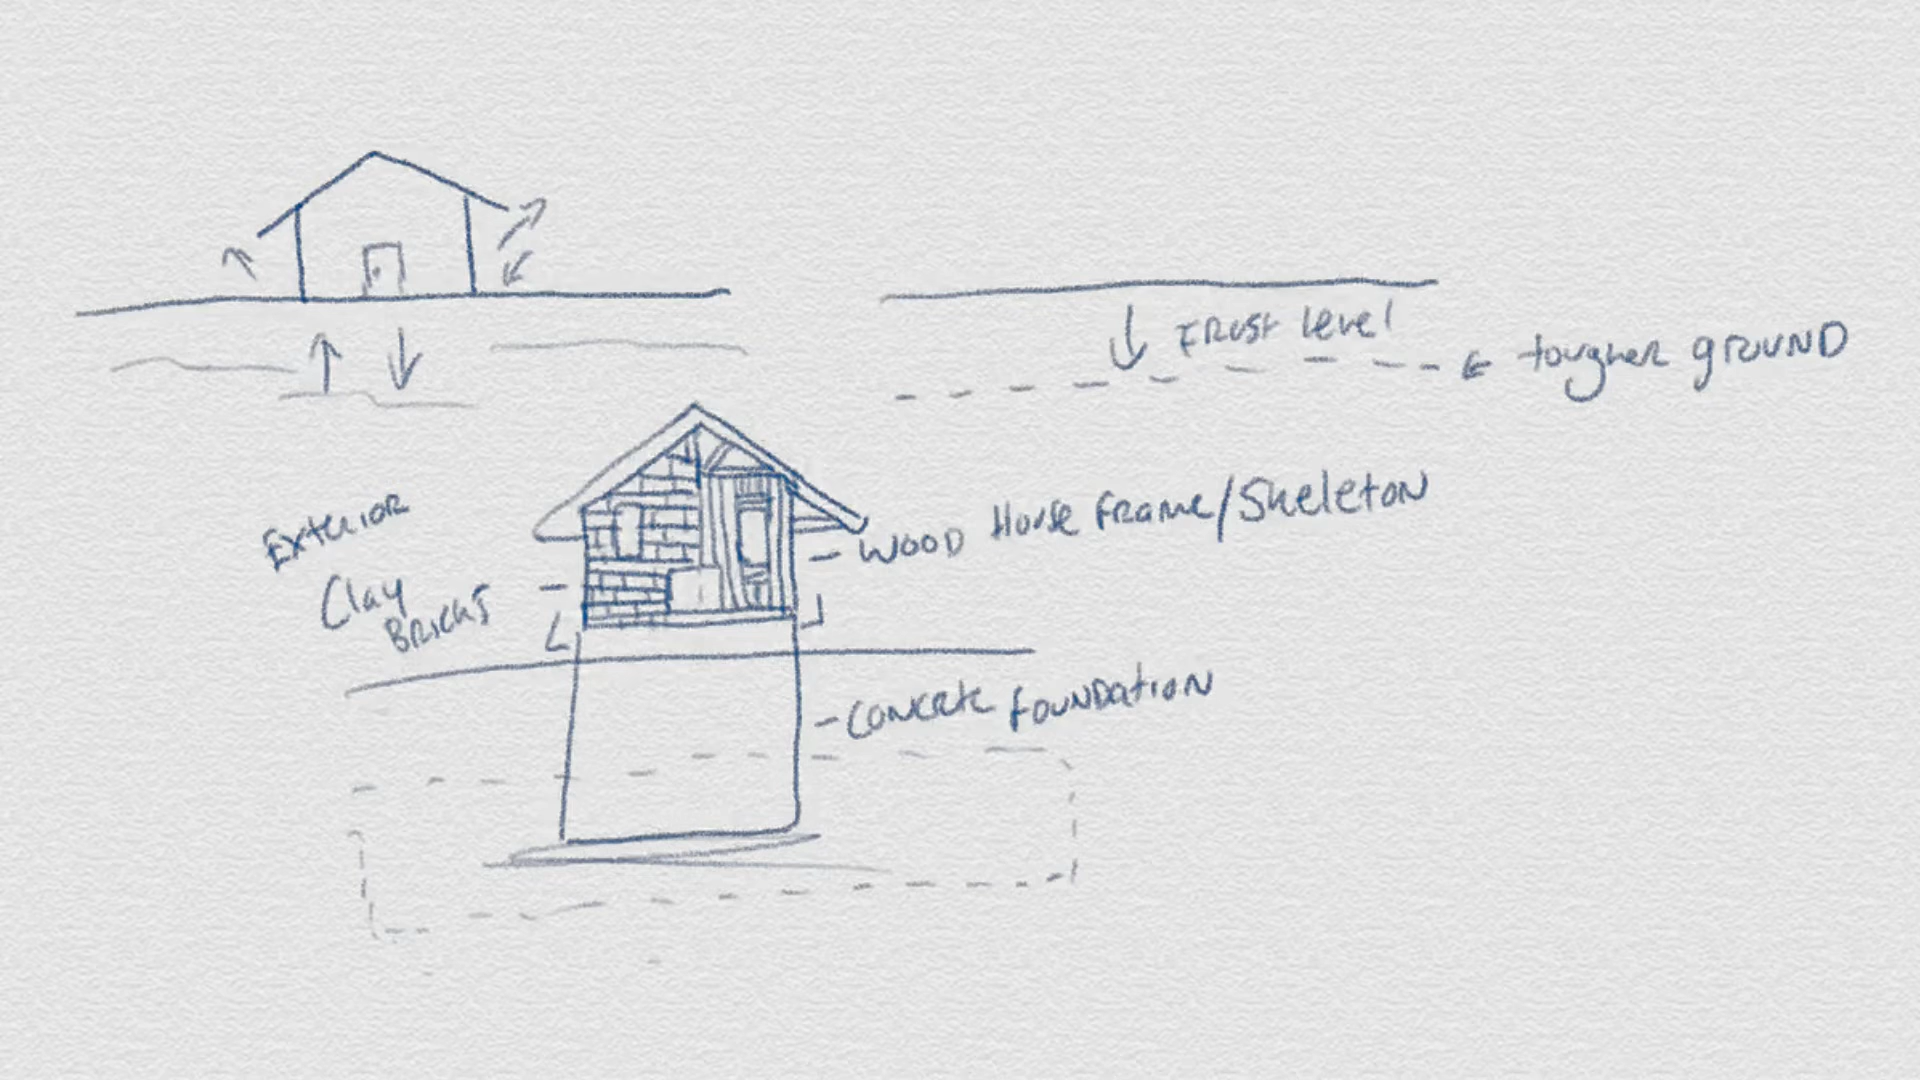 FROST level
tougher GROUND
Exterior
Clay
Bricks
WOOD House Frame/Skeleton
CONCRETE FOUNDATION